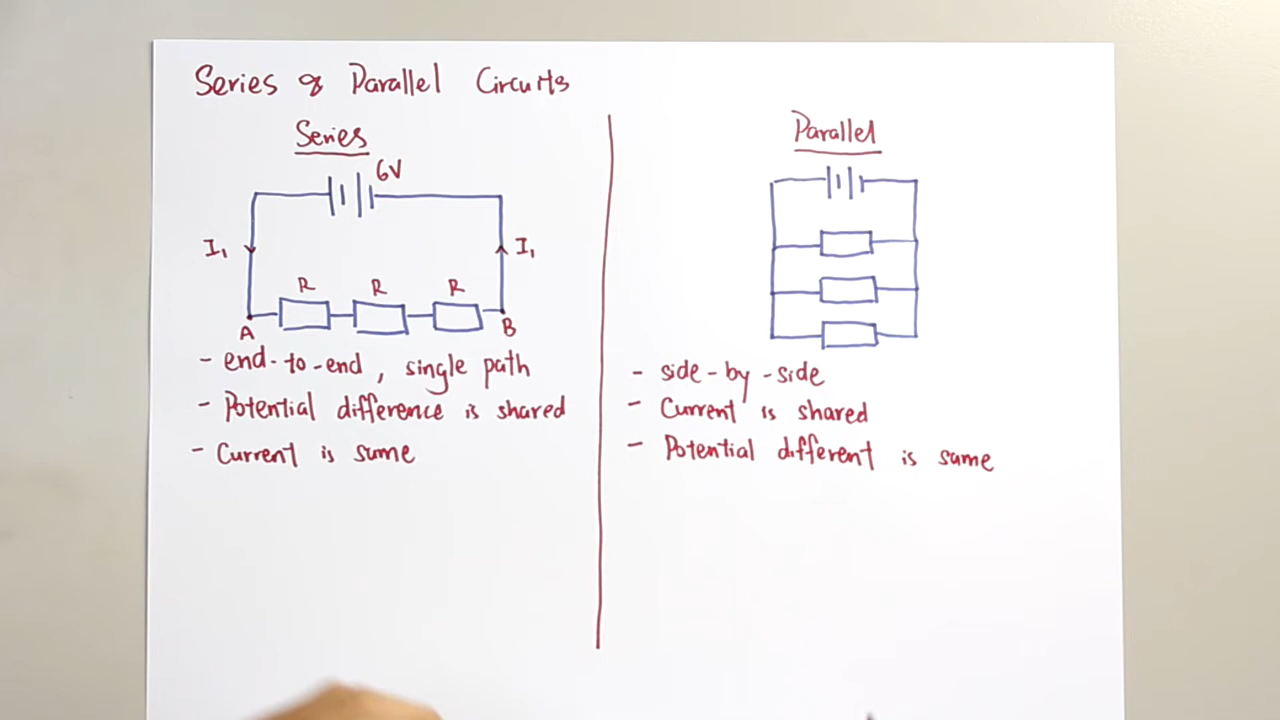 Series & Parallel Circuits
Series
6V
I₁
I₁
R R R
A
B
- end-to-end, single path
- Potential difference is shared
- Current is same
Parallel
- side-by-side
- Current is shared
- Potential different is same